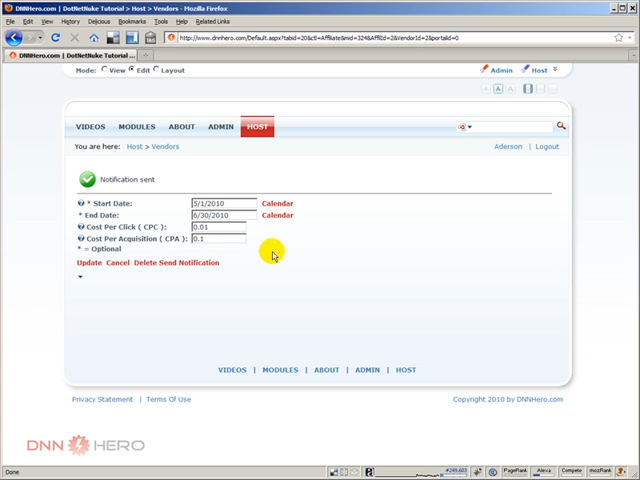 DNNHero.com | DotNetNuke Tutorial > Host > Vendors - Mozilla Firefox
File Edit View History Delicious Bookmarks Tools Help Related Links
http://www.dnnhero.com/Default.aspx?tabid=20&ctl=Affiliate&mid=324&AffilId=2&VendorId=2&portalid=0
DNNHero.com | DotNetNuke Tutorial ...
Mode: View Edit Layout Admin Host
A A A
VIDEOS MODULES ABOUT ADMIN HOST
You are here: Host > Vendors Aderson | Logout
Notification sent
* Start Date: 5/1/2010 Calendar
* End Date: 6/30/2010 Calendar
Cost Per Click ( CPC ): 0.01
Cost Per Acquisition ( CPA ): 0.1
* = Optional
Update Cancel Delete Send Notification
VIDEOS | MODULES | ABOUT | ADMIN | HOST
Privacy Statement | Terms Of Use Copyright 2010 by DNNHero.com
DNN HERO
Done #249,603 PageRank Alexa Compete mozRank